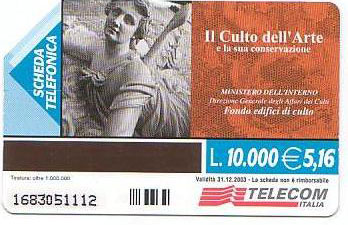 SCHEDA
TELEFONICA
Il Culto dell'Arte
e la sua conservazione
MINISTERO DELL'INTERNO
Direzione Generale degli Affari dei Culti
Fondo edifici di culto
L. 10.000 € 5,16
Tiratura: oltre 1.000.000
Validità 31.12.2003 - La scheda non è rimborsabile
1683051112
TELECOM
ITALIA